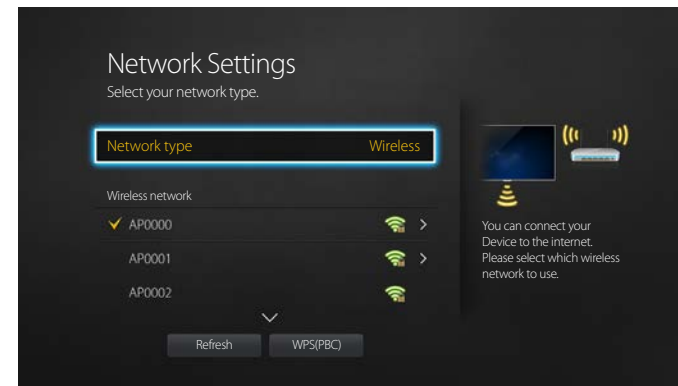 Network Settings
Select your network type.
Network type Wireless
Wireless network
AP0000
AP0001
AP0002
Refresh WPS(PBC)
You can connect your
Device to the internet.
Please select which wireless
network to use.